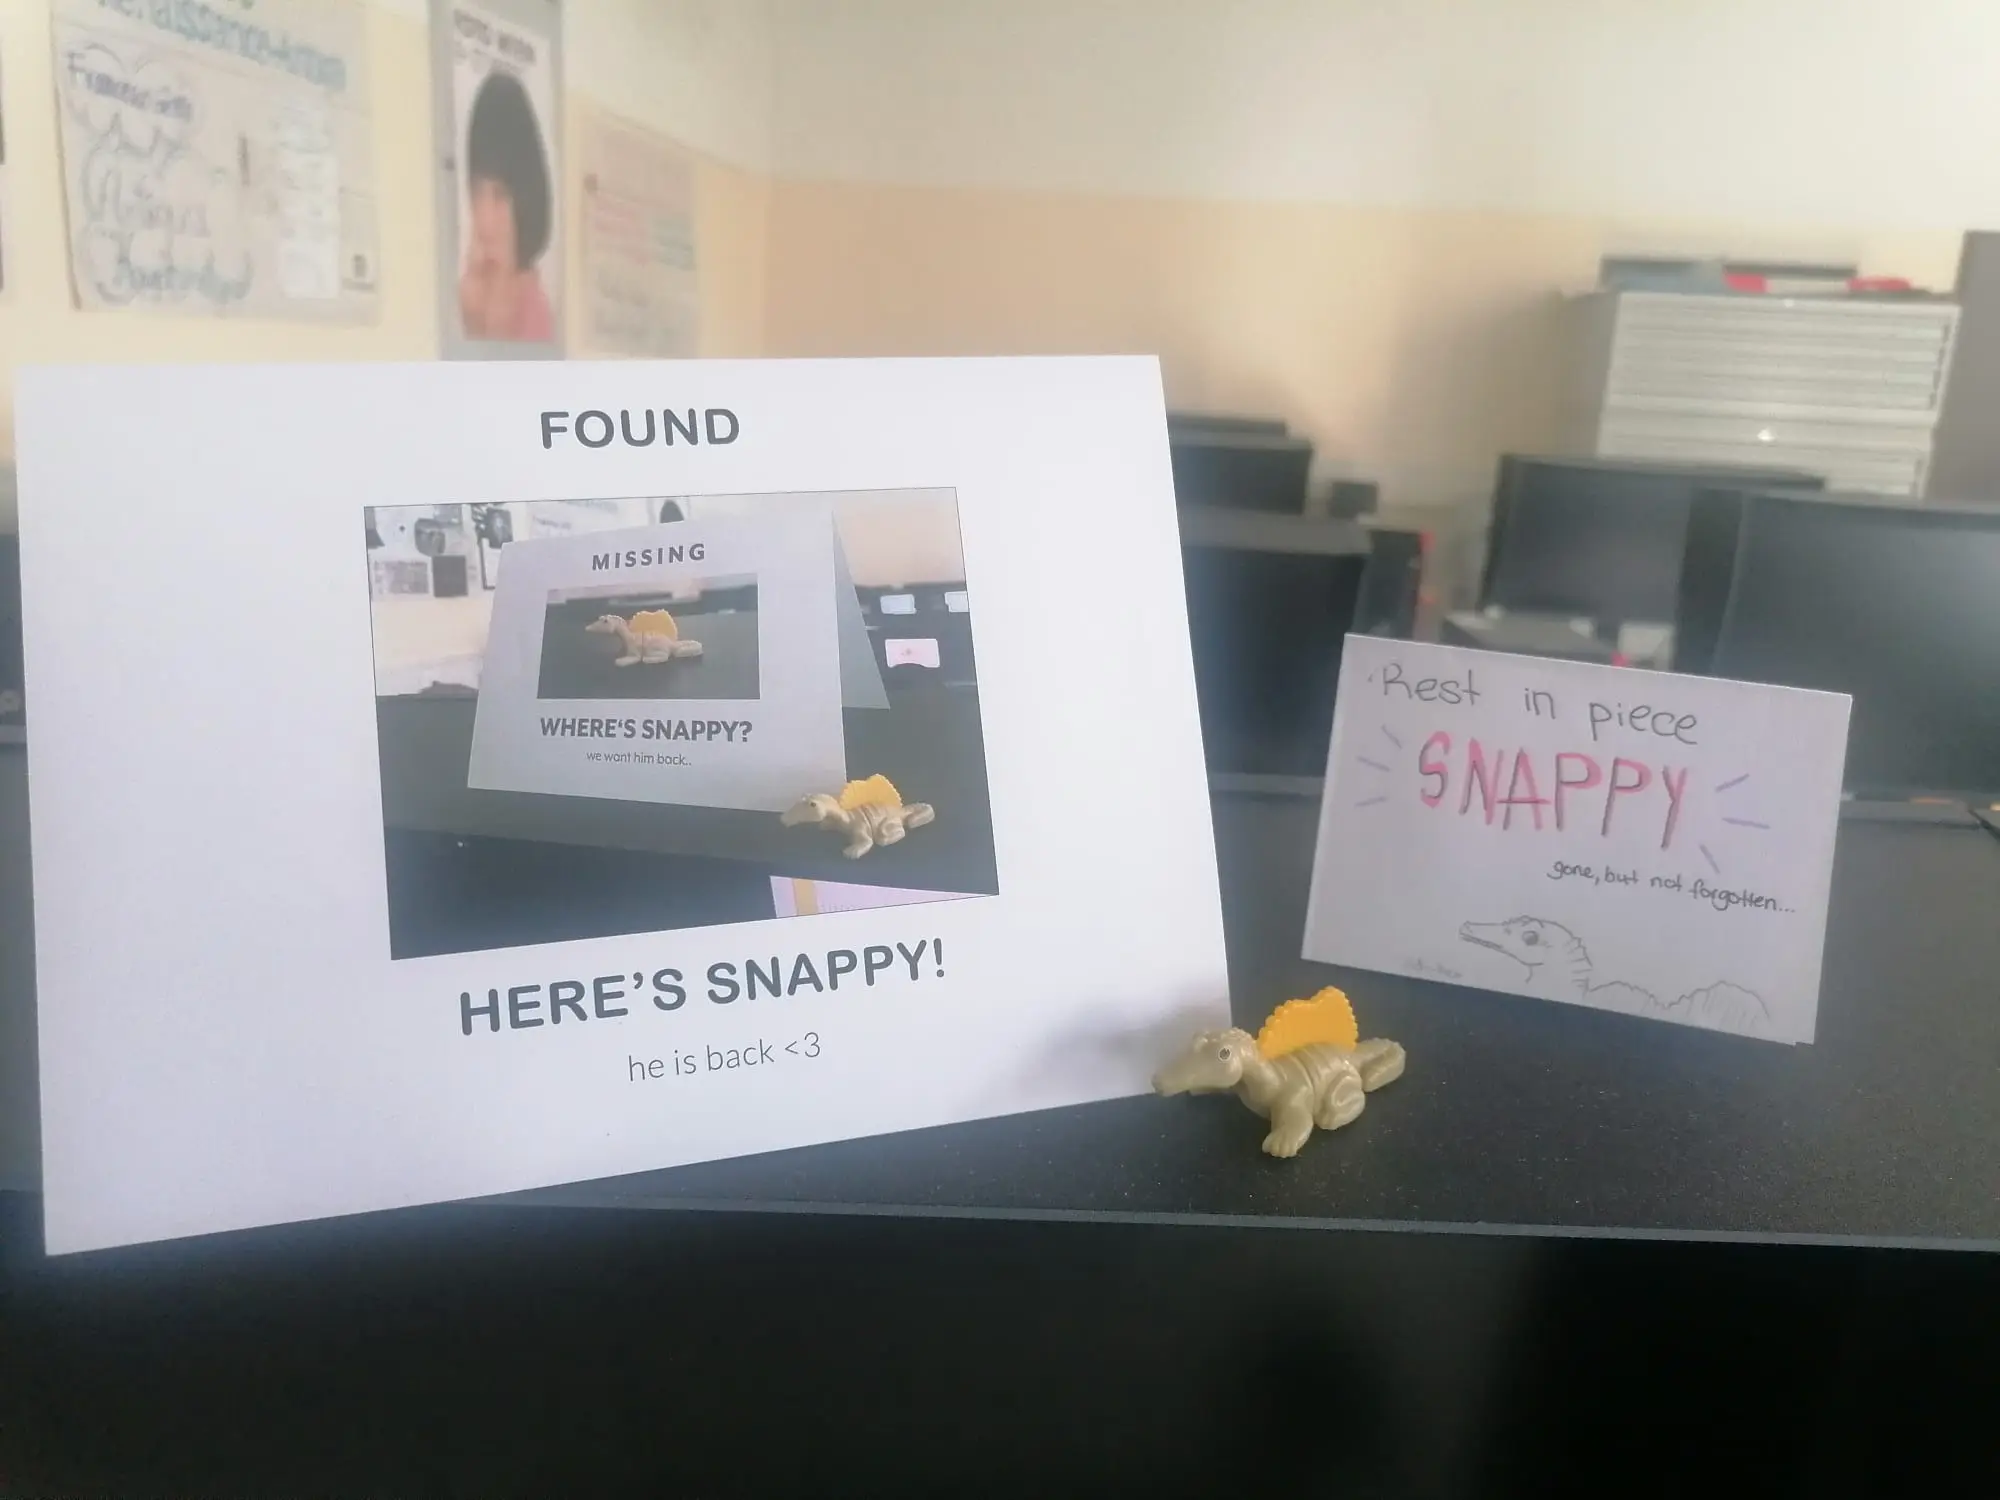 FOUND
MISSING
WHERE'S SNAPPY?
we want him back..
HERE'S SNAPPY!
he is back <3
Rest in piece
SNAPPY
gone, but not forgotten...